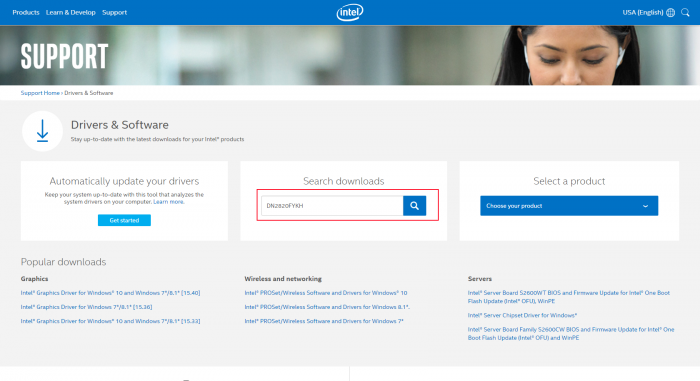 Products Learn & Develop Support
intel
USA (English)
SUPPORT
Support Home › Drivers & Software
Drivers & Software
Stay up-to-date with the latest downloads for your Intel® products
Automatically update your drivers
Keep your system up-to-date with this tool that analyzes the
system drivers on your computer. Learn more.
Get started
Search downloads
DN2820FYKH
Select a product
Choose your product
Popular downloads
Graphics
Intel® Graphics Driver for Windows® 10 and Windows 7*/8.1* [15.40]
Intel® Graphics Driver for Windows 7*/8.1* [15.36]
Intel® Graphics Driver for Windows® 10 and Windows 7*/8.1* [15.33]
Wireless and networking
Intel® PROSet/Wireless Software and Drivers for Windows® 10
Intel® PROSet/Wireless Software and Drivers for Windows 8.1*.
Intel® PROSet/Wireless Software and Drivers for Windows 7*
Servers
Intel® Server Board S2600WT BIOS and Firmware Update for Intel® One Boot
Flash Update (Intel® OFU), WinPE
Intel® Server Chipset Driver for Windows*
Intel® Server Board Family S2600CW BIOS and Firmware Update for Intel® One
Boot Flash Update (Intel® OFU) and WinPE